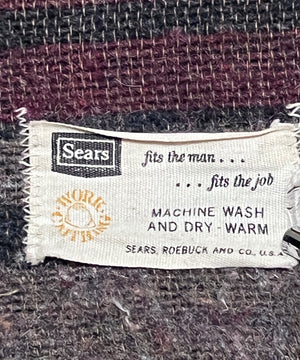 Sears
fits the man . . .
. . . fits the job
WORK
CLOTHING
MACHINE WASH
AND DRY - WARM
SEARS, ROEBUCK AND CO., U.S.A